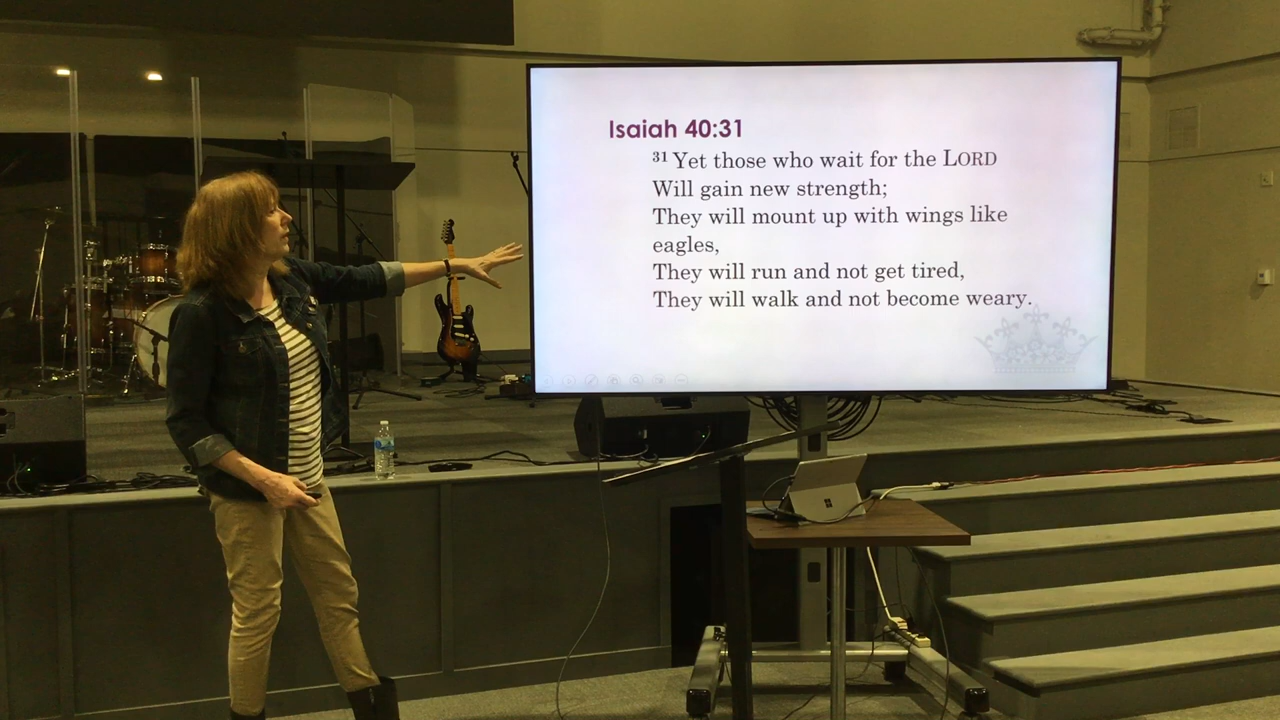 Isaiah 40:31
31 Yet those who wait for the LORD
Will gain new strength;
They will mount up with wings like
eagles,
They will run and not get tired,
They will walk and not become weary.